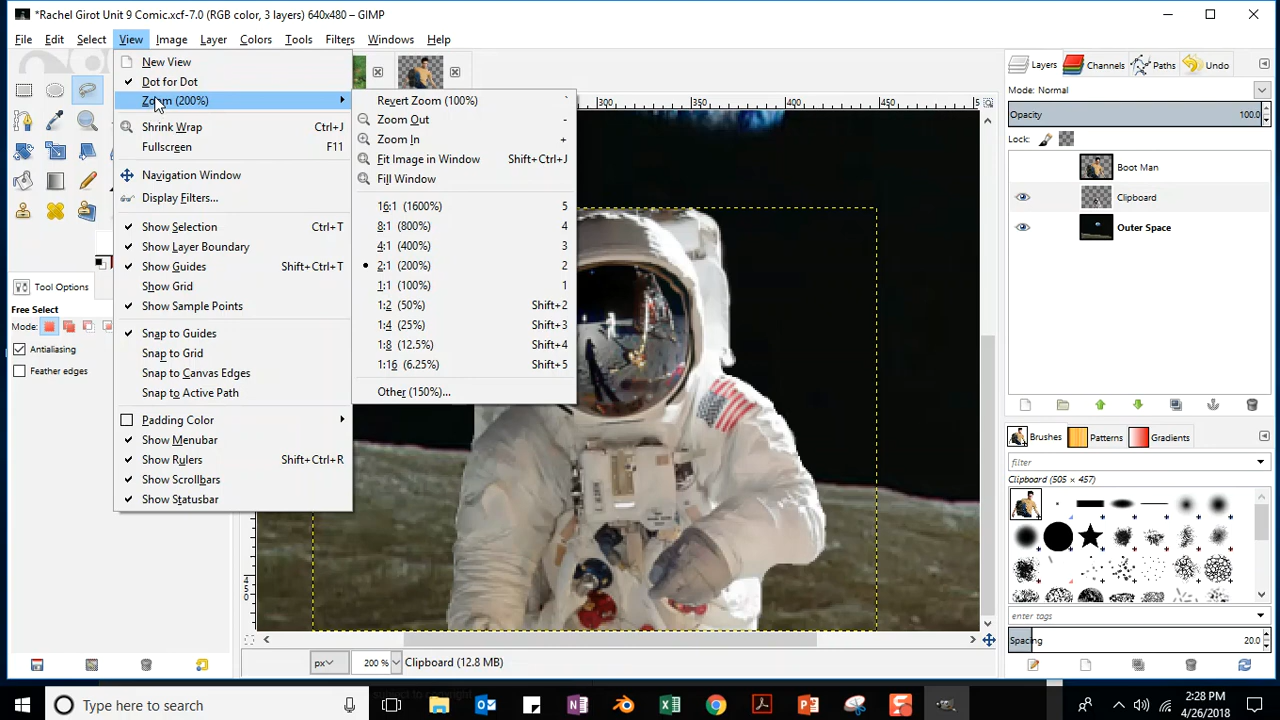 *Rachel Girot Unit 9 Comic.xcf-7.0 (RGB color, 3 layers) 640x480 – GIMP
File Edit Select View Image Layer Colors Tools Filters Windows Help
New View
Dot for Dot
Zoom (200%)
Shrink Wrap Ctrl+J
Fullscreen F11
Navigation Window
Display Filters...
Show Selection Ctrl+T
Show Layer Boundary
Show Guides Shift+Ctrl+T
Show Grid
Show Sample Points
Snap to Guides
Snap to Grid
Snap to Canvas Edges
Snap to Active Path
Padding Color
Show Menubar
Show Rulers Shift+Ctrl+R
Show Scrollbars
Show Statusbar
Revert Zoom (100%) `
Zoom Out -
Zoom In +
Fit Image in Window Shift+Ctrl+J
Fill Window
16:1 (1600%) 5
8:1 (800%) 4
4:1 (400%) 3
2:1 (200%) 2
1:1 (100%) 1
1:2 (50%) Shift+2
1:4 (25%) Shift+3
1:8 (12.5%) Shift+4
1:16 (6.25%) Shift+5
Other (150%)...
300 400 5
450
Tool Options
Free Select
Mode:
Antialiasing
Feather edges
px 200 % Clipboard (12.8 MB)
Layers Channels Paths Undo
Mode: Normal
Opacity 100.0
Lock:
Boot Man
Clipboard
Outer Space
Brushes Patterns Gradients
filter
Clipboard (505 × 457)
enter tags
Spacing 20.0
Type here to search
2:28 PM
4/26/2018